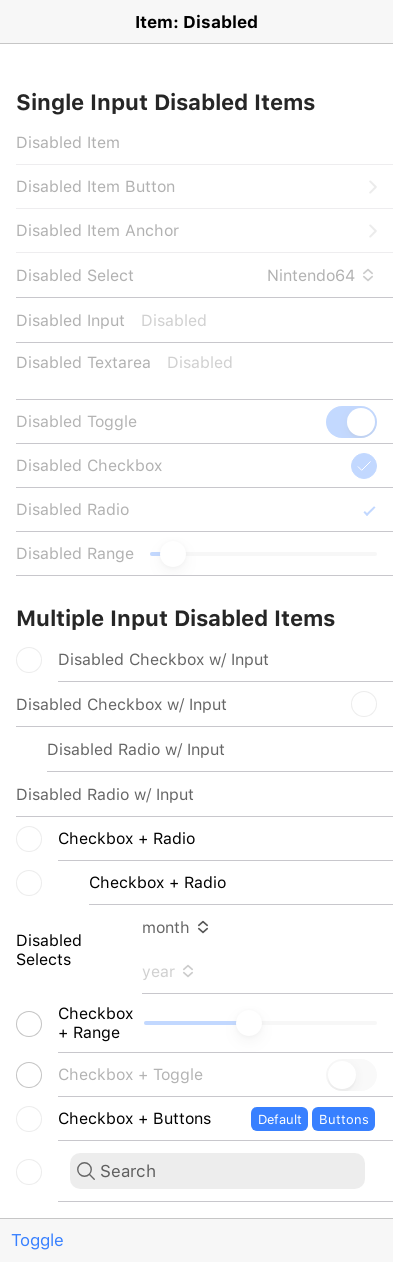 Item: Disabled
Single Input Disabled Items
Disabled Item
Disabled Item Button
Disabled Item Anchor
Disabled Select Nintendo64
Disabled Input Disabled
Disabled Textarea Disabled
Disabled Toggle
Disabled Checkbox
Disabled Radio
Disabled Range
Multiple Input Disabled Items
Disabled Checkbox w/ Input
Disabled Checkbox w/ Input
Disabled Radio w/ Input
Disabled Radio w/ Input
Checkbox + Radio
Checkbox + Radio
Disabled
Selects
month
year
Checkbox
+ Range
Checkbox + Toggle
Checkbox + Buttons Default Buttons
Search
Toggle